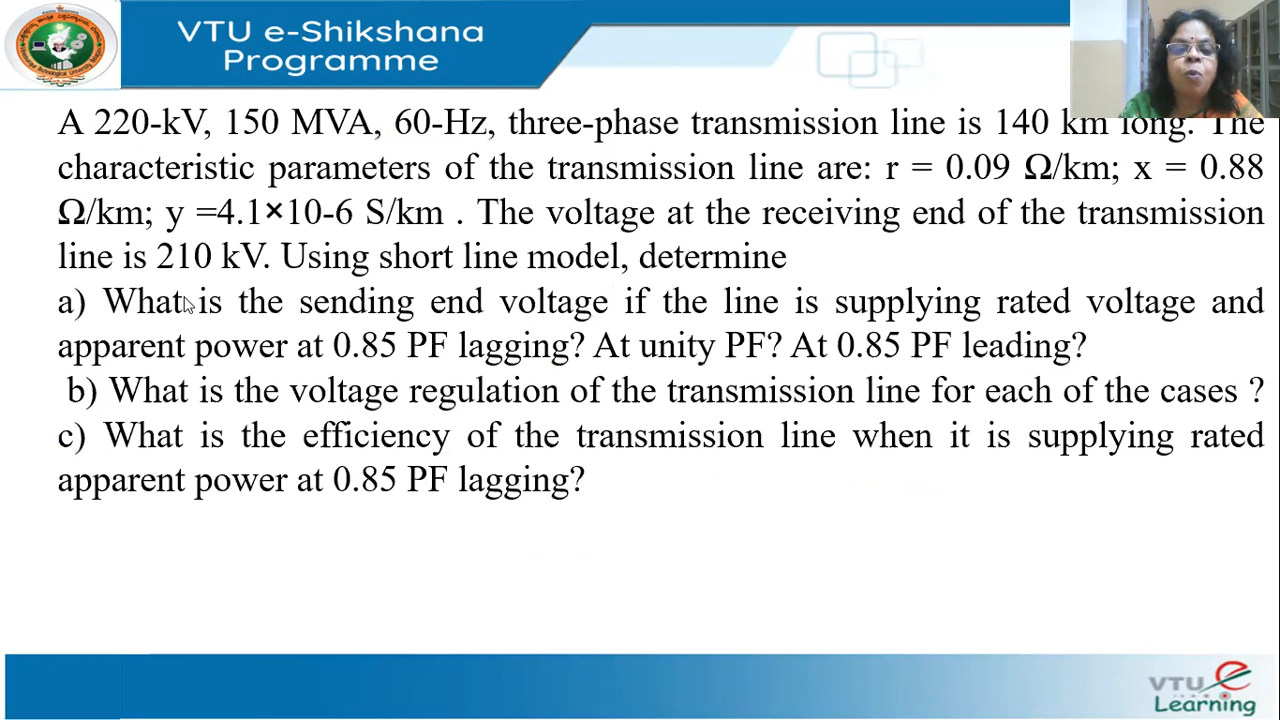 VTU e-Shikshana
Programme
A 220-kV, 150 MVA, 60-Hz, three-phase transmission line is 140 km long. The
characteristic parameters of the transmission line are: r = 0.09 Ω/km; x = 0.88
Ω/km; y =4.1×10-6 S/km . The voltage at the receiving end of the transmission
line is 210 kV. Using short line model, determine
a) What is the sending end voltage if the line is supplying rated voltage and
apparent power at 0.85 PF lagging? At unity PF? At 0.85 PF leading?
b) What is the voltage regulation of the transmission line for each of the cases ?
c) What is the efficiency of the transmission line when it is supplying rated
apparent power at 0.85 PF lagging?
VTU e
Learning